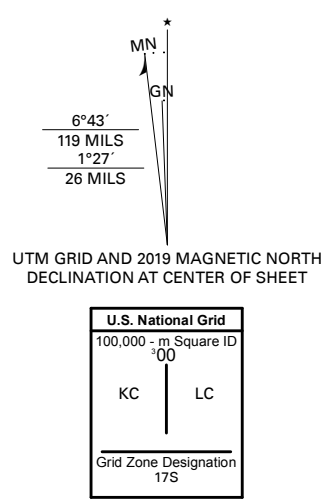 MN
GN
6°43´
119 MILS
1°27´
26 MILS
UTM GRID AND 2019 MAGNETIC NORTH
DECLINATION AT CENTER OF SHEET
U.S. National Grid
100,000 - m Square ID
³00
KC LC
Grid Zone Designation
17S